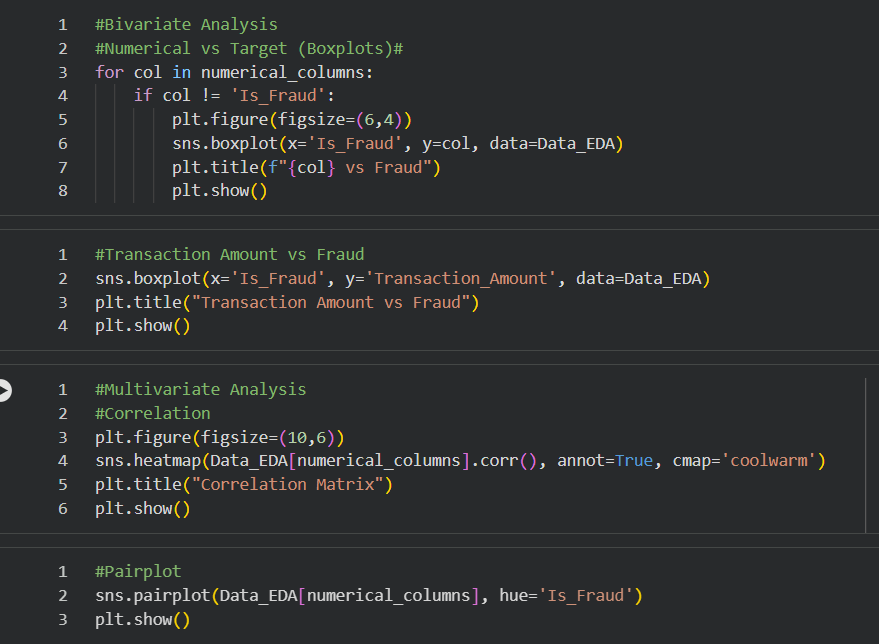 1 #Bivariate Analysis
2 #Numerical vs Target (Boxplots)#
3 for col in numerical_columns:
4     if col != 'Is_Fraud':
5         plt.figure(figsize=(6,4))
6         sns.boxplot(x='Is_Fraud', y=col, data=Data_EDA)
7         plt.title(f"{col} vs Fraud")
8         plt.show()
1 #Transaction Amount vs Fraud
2 sns.boxplot(x='Is_Fraud', y='Transaction_Amount', data=Data_EDA)
3 plt.title("Transaction Amount vs Fraud")
4 plt.show()
1 #Multivariate Analysis
2 #Correlation
3 plt.figure(figsize=(10,6))
4 sns.heatmap(Data_EDA[numerical_columns].corr(), annot=True, cmap='coolwarm')
5 plt.title("Correlation Matrix")
6 plt.show()
1 #Pairplot
2 sns.pairplot(Data_EDA[numerical_columns], hue='Is_Fraud')
3 plt.show()